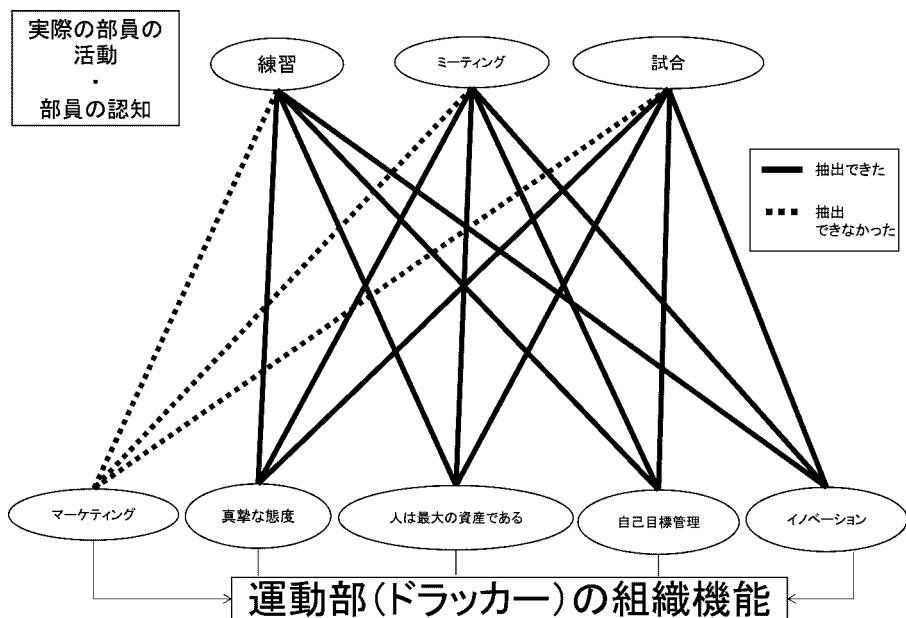 実際の部員の
活動
・
部員の認知
練習
ミーティング
試合
抽出できた
抽出
できなかった
マーケティング
真摯な態度
人は最大の資産である
自己目標管理
イノベーション
運動部(ドラッカー)の組織機能